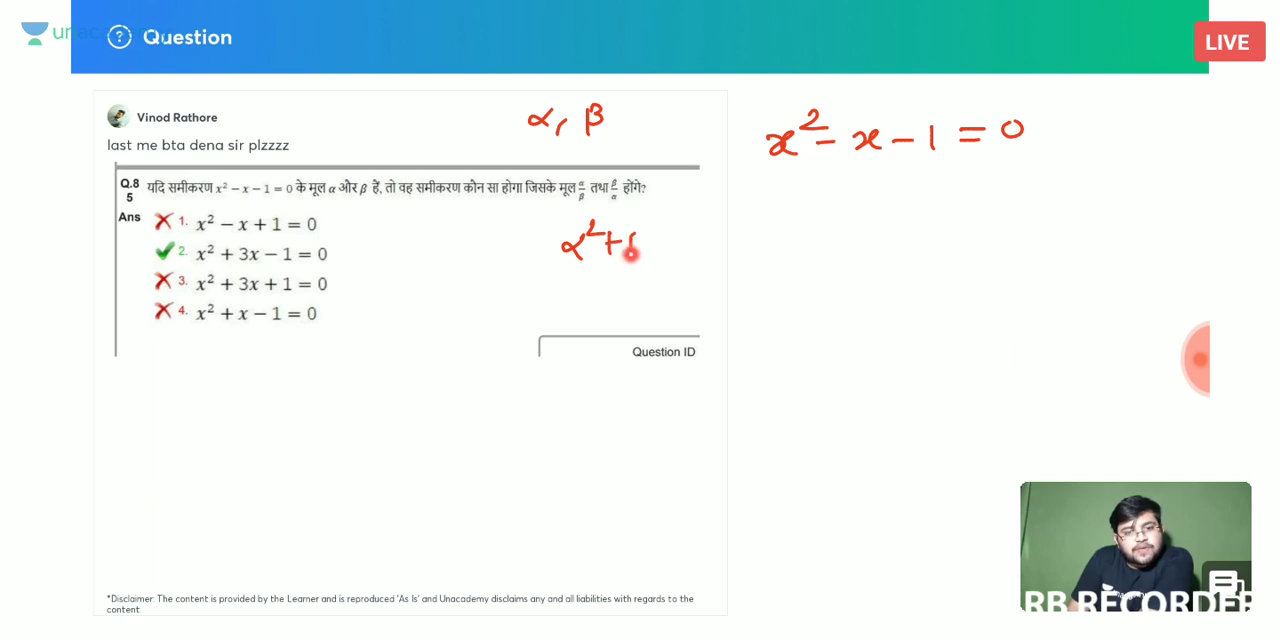 unacademy
? Question
LIVE
Vinod Rathore
last me bta dena sir plzzzz
α, β
x² - x - 1 = 0
Q.85 यदि समीकरण x² − x − 1 = 0 के मूल α और β हैं, तो वह समीकरण कौन सा होगा जिसके मूल α/β तथा β/α होंगे?
Ans 1. x² − x + 1 = 0
2. x² + 3x − 1 = 0
3. x² + 3x + 1 = 0
4. x² + x − 1 = 0
α² +
Question ID
*Disclaimer: The content is provided by the Learner and is reproduced 'As Is' and Unacademy disclaims any and all liabilities with regards to the
content
RB RECORDER